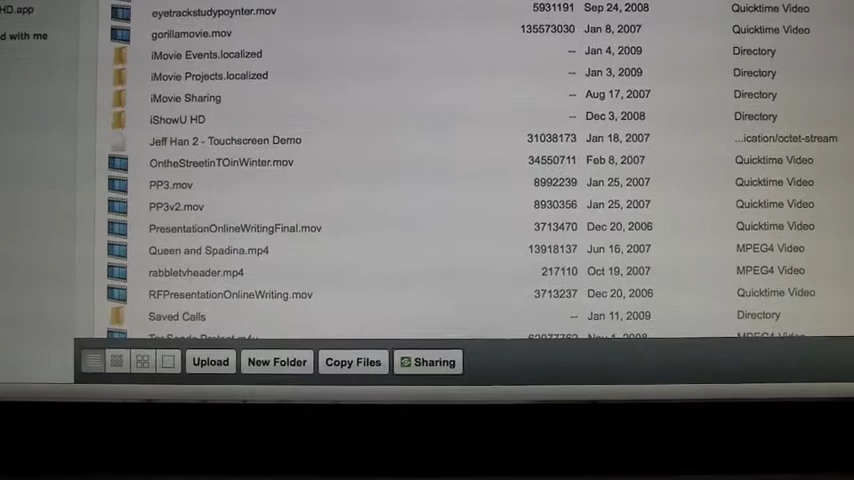 HD.app
d with me
eyetrackstudypoynter.mov 5931191 Sep 24, 2008 Quicktime Video
gorillamovie.mov 135573030 Jan 8, 2007 Quicktime Video
iMovie Events.localized -- Jan 4, 2009 Directory
iMovie Projects.localized -- Jan 3, 2009 Directory
iMovie Sharing -- Aug 17, 2007 Directory
iShowU HD -- Dec 3, 2008 Directory
Jeff Han 2 - Touchscreen Demo 31038173 Jan 18, 2007 ...ication/octet-stream
OntheStreetinTOinWinter.mov 34550711 Feb 8, 2007 Quicktime Video
PP3.mov 8992239 Jan 25, 2007 Quicktime Video
PP3v2.mov 8930356 Jan 25, 2007 Quicktime Video
PresentationOnlineWritingFinal.mov 3713470 Dec 20, 2006 Quicktime Video
Queen and Spadina.mp4 13918137 Jun 16, 2007 MPEG4 Video
rabbletvheader.mp4 217110 Oct 19, 2007 MPEG4 Video
RFPresentationOnlineWriting.mov 3713237 Dec 20, 2006 Quicktime Video
Saved Calls -- Jan 11, 2009 Directory
MPEG4 Video
Upload New Folder Copy Files Sharing